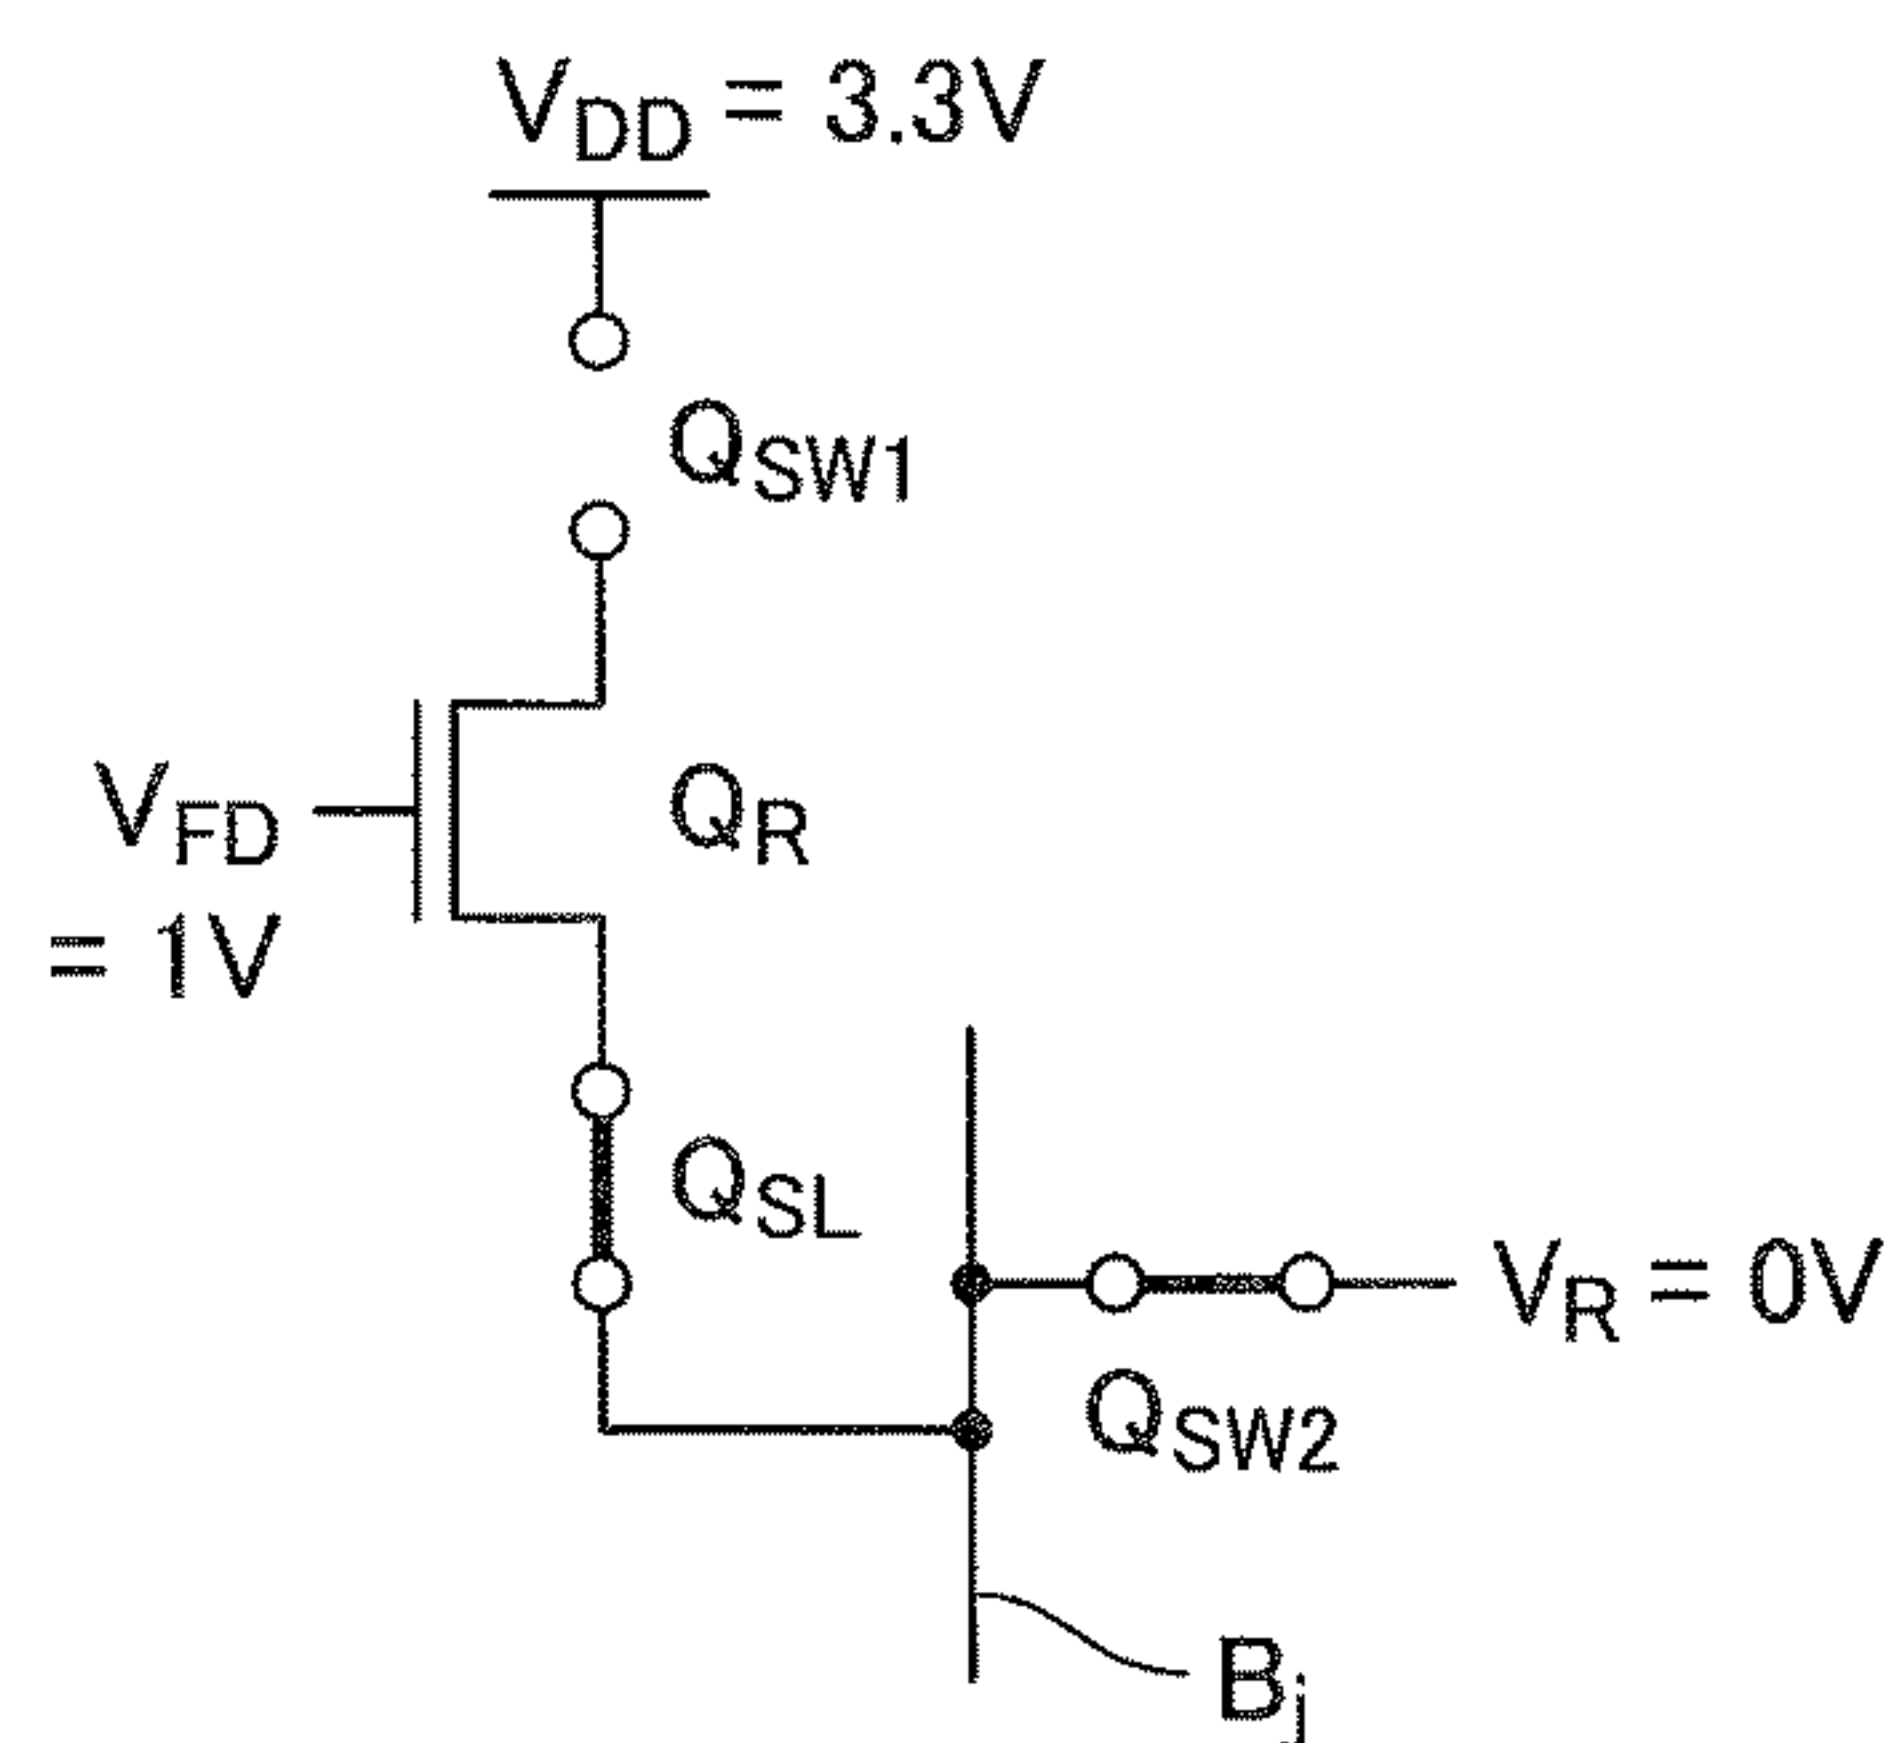 VDD = 3.3V
QSW1
VFD
= 1V
QR
QSL
VR = 0V
QSW2
Bj